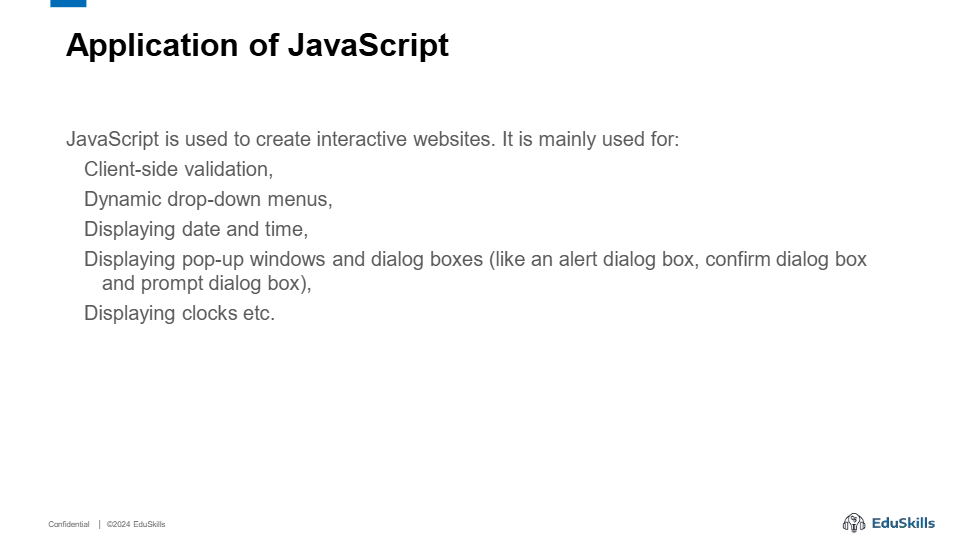 Application of JavaScript
JavaScript is used to create interactive websites. It is mainly used for:
Client-side validation,
Dynamic drop-down menus,
Displaying date and time,
Displaying pop-up windows and dialog boxes (like an alert dialog box, confirm dialog box
and prompt dialog box),
Displaying clocks etc.
Confidential | ©2024 EduSkills
EduSkills